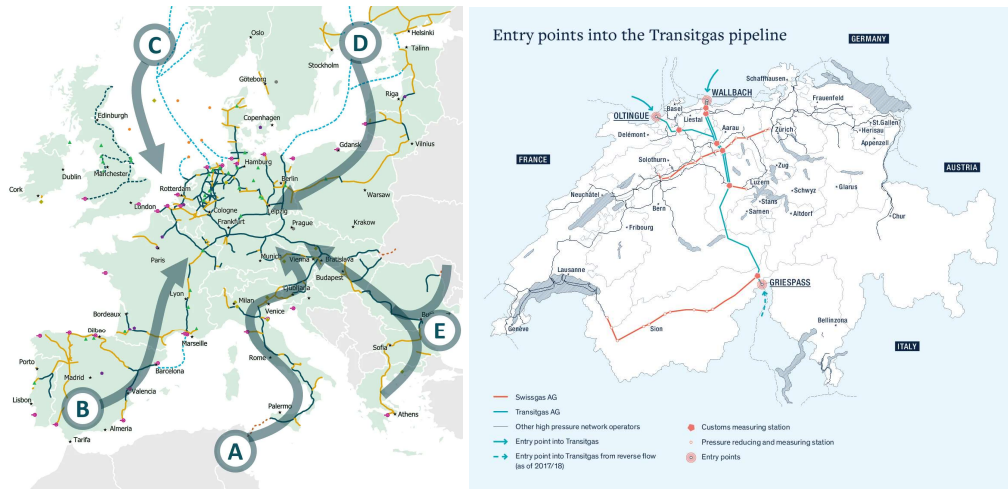 Oslo
Helsinki
Talinn
Stockholm
C
D
Göteborg
Riga
Edinburgh
Copenhagen
Vilnius
Gdansk
Dublin
Manchester
Hamburg
Cork
Berlin
Warsaw
Rotterdam
London
Leipzig
Cologne
Frankfurt
Prague
Krakow
Paris
Munich
Vienna
Bratislava
Budapest
Ljubljana
Lyon
Milan
Venice
Bordeaux
E
Bilbao
Marseille
Sofia
Porto
Rome
Barcelona
Madrid
Valencia
Lisbon
B
Palermo
Athens
Almeria
Tarifa
A
Entry points into the Transitgas pipeline
GERMANY
Schaffhausen
WALLBACH
Basel
Frauenfeld
OLTINGUE
Liestal
Delémont
Aarau
Zürich
St.Gallen
Herisau
Appenzell
FRANCE
Solothurn
Zug
AUSTRIA
Luzern
Neuchâtel
Schwyz
Glarus
Bern
Stans
Sarnen
Altdorf
Chur
Fribourg
Lausanne
GRIESPASS
Genève
Sion
Bellinzona
ITALY
Swissgas AG
Transitgas AG
Other high pressure network operators
Entry point into Transitgas
Entry point into Transitgas from reverse flow
(as of 2017/18)
Customs measuring station
Pressure reducing and measuring station
Entry points